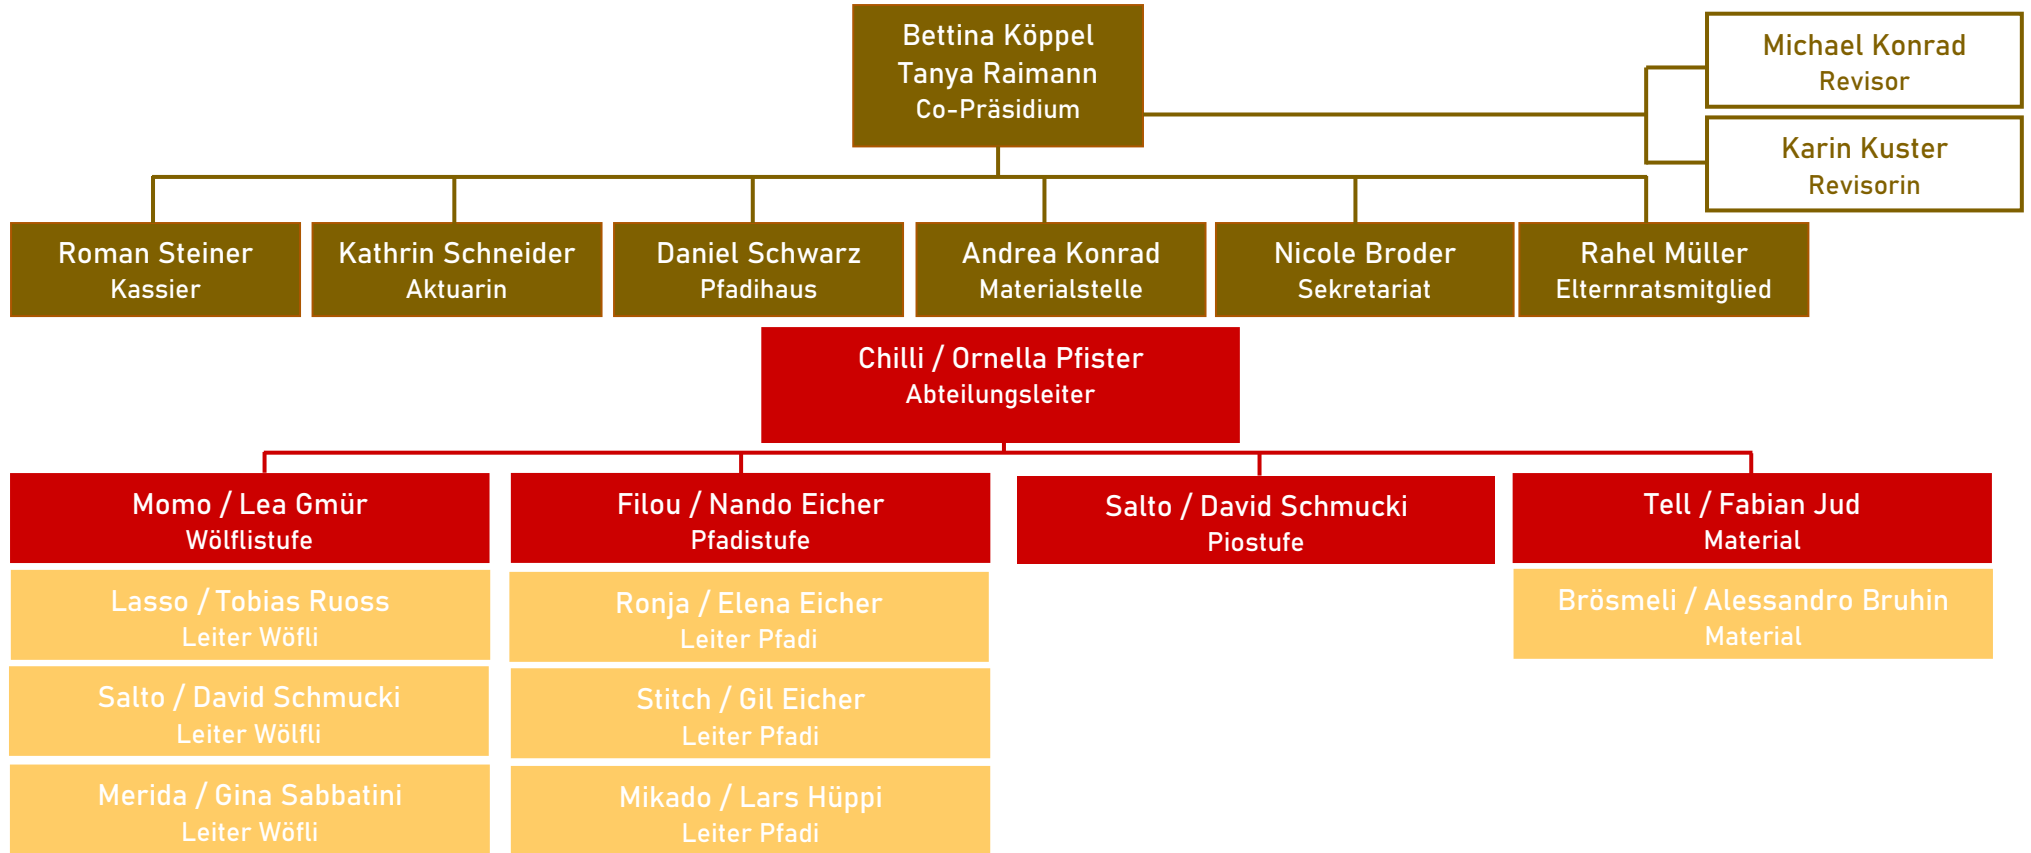 Bettina Köppel
Tanya Raimann
Co-Präsidium
Michael Konrad
Revisor
Karin Kuster
Revisorin
Roman Steiner
Kassier
Kathrin Schneider
Aktuarin
Daniel Schwarz
Pfadihaus
Andrea Konrad
Materialstelle
Nicole Broder
Sekretariat
Rahel Müller
Elternratsmitglied
Chilli / Ornella Pfister
Abteilungsleiter
Momo / Lea Gmür
Wölflistufe
Filou / Nando Eicher
Pfadistufe
Salto / David Schmucki
Piostufe
Tell / Fabian Jud
Material
Lasso / Tobias Ruoss
Leiter Wöfli
Ronja / Elena Eicher
Leiter Pfadi
Brösmeli / Alessandro Bruhin
Material
Salto / David Schmucki
Leiter Wölfli
Stitch / Gil Eicher
Leiter Pfadi
Merida / Gina Sabbatini
Leiter Wöfli
Mikado / Lars Hüppi
Leiter Pfadi